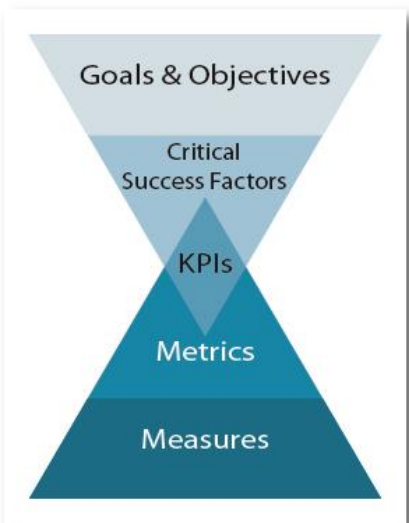 Goals & Objectives
Critical
Success Factors
KPIs
Metrics
Measures